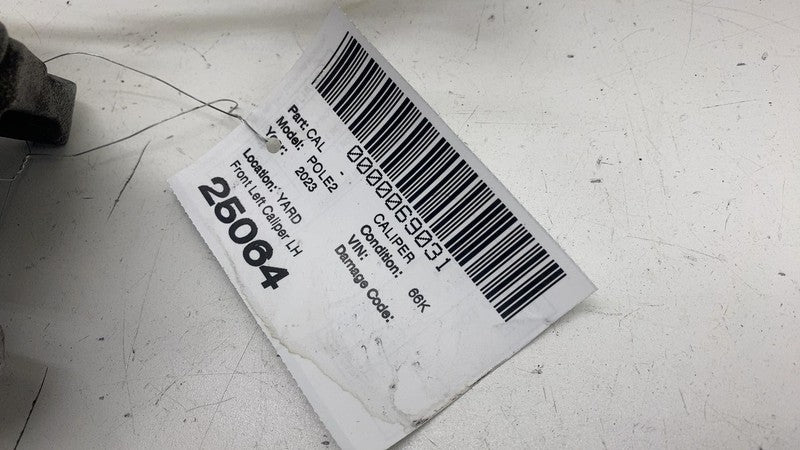 0000069031
Part: CAL - CALIPER
Model: POLE2 Condition: 66K
Year: 2023 VIN:
Damage Code:
Location: YARD
Front Left Caliper LH
25064